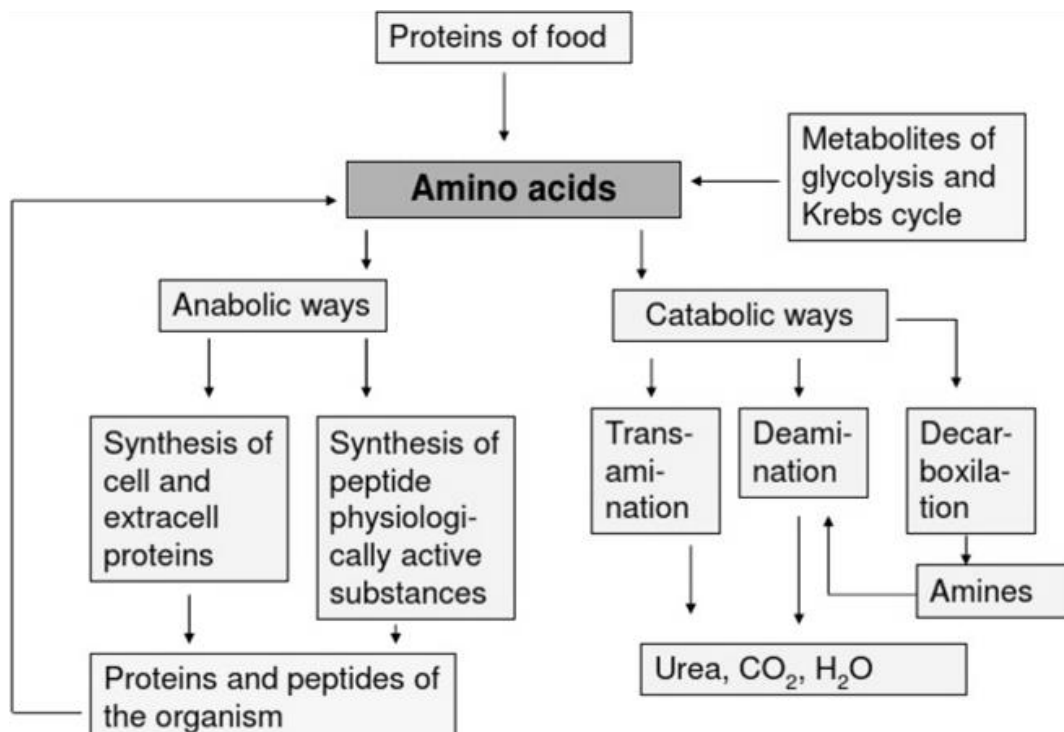 Proteins of food
Metabolites of
glycolysis and
Krebs cycle
Amino acids
Anabolic ways
Catabolic ways
Synthesis of
cell and
extracell
proteins
Synthesis of
peptide
physiologi-
cally active
substances
Trans-
ami-
nation
Deami-
nation
Decar-
boxila-
tion
Amines
Proteins and peptides of
the organism
Urea, CO₂, H₂O